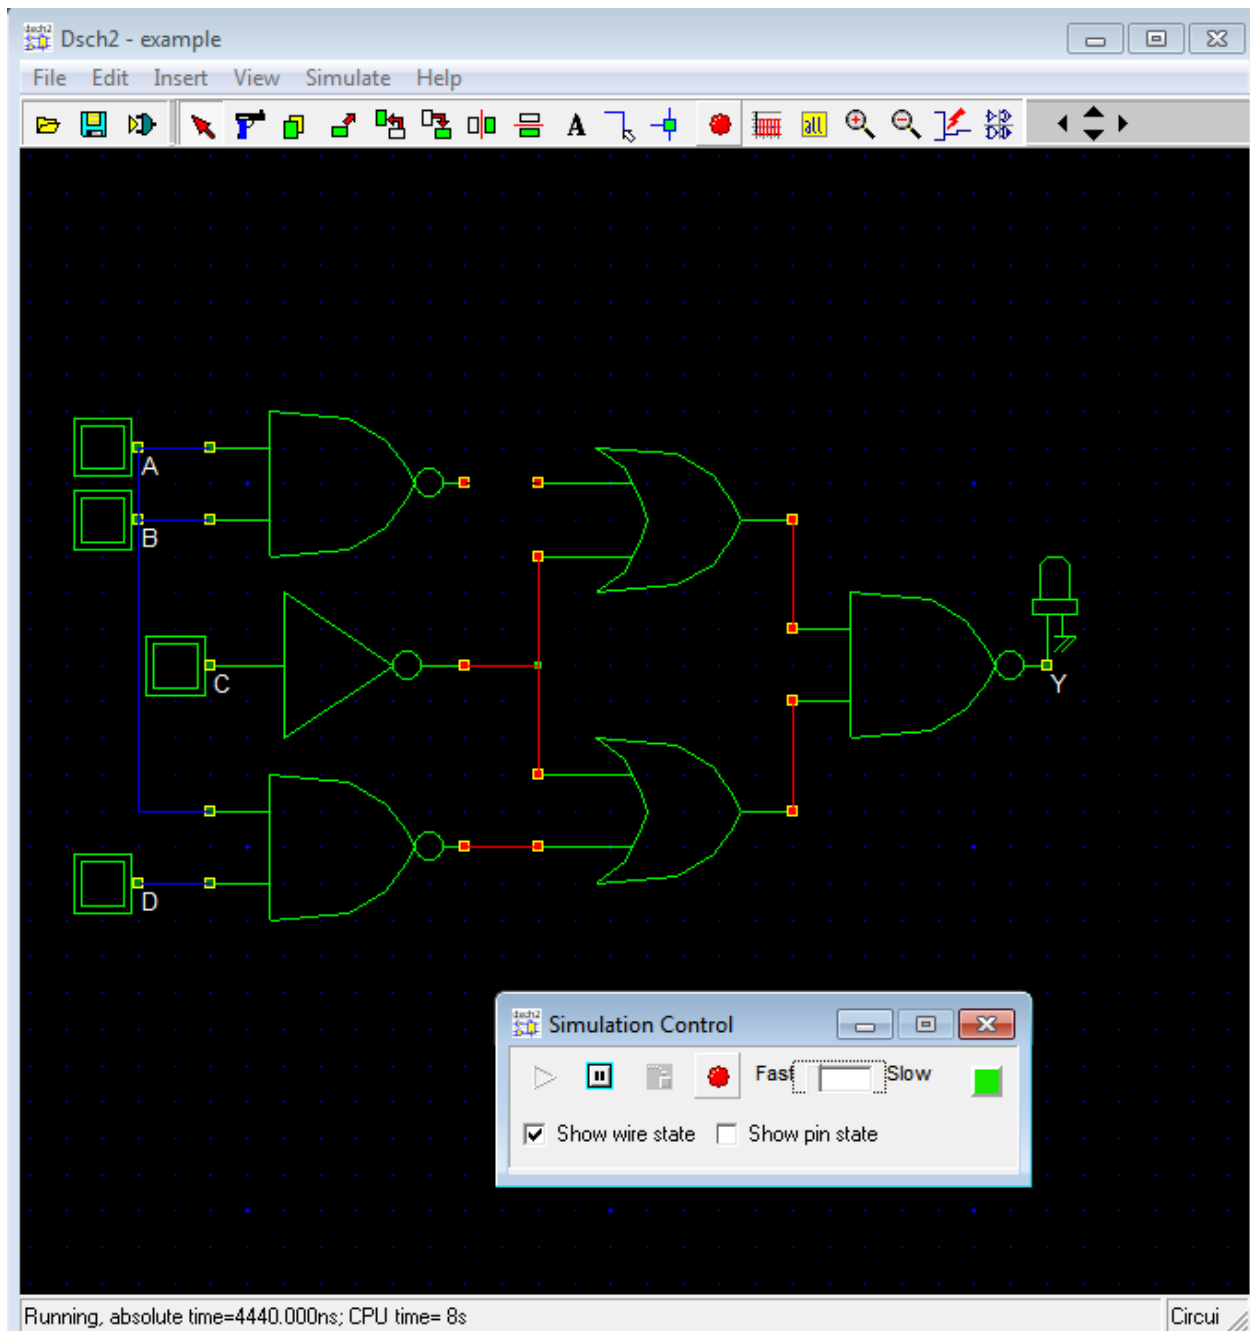 Dsch2 - example
File Edit Insert View Simulate Help
A
all
A
B
C
Y
D
Simulation Control
Fast Slow
Show wire state Show pin state
Running, absolute time=4440.000ns; CPU time= 8s
Circui